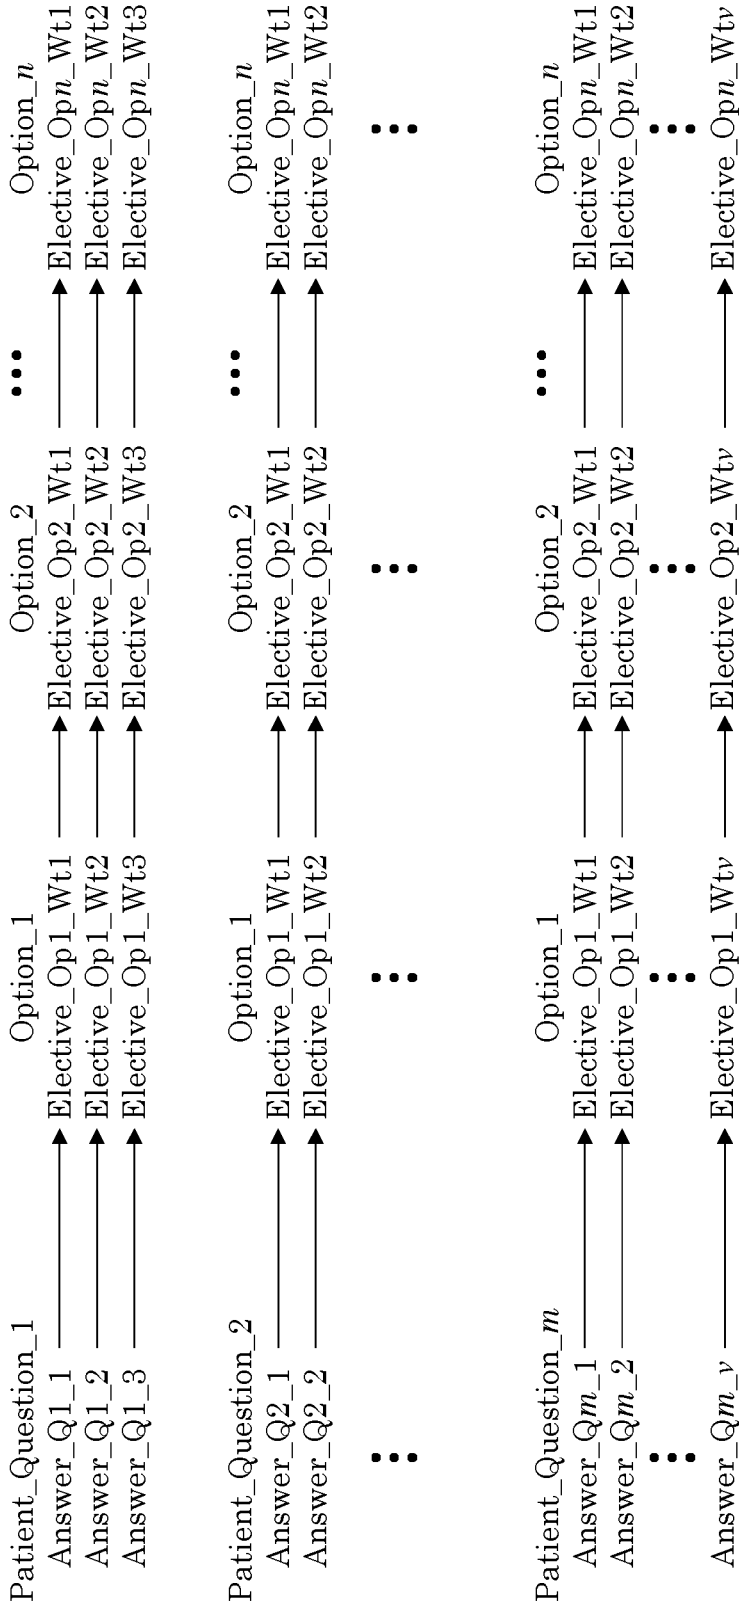 Patient_Question_1 Option_1 Option_2 ••• Option_n
Answer_Q1_1 Elective_Op1_Wt1 Elective_Op2_Wt1 Elective_Opn_Wt1
Answer_Q1_2 Elective_Op1_Wt2 Elective_Op2_Wt2 Elective_Opn_Wt2
Answer_Q1_3 Elective_Op1_Wt3 Elective_Op2_Wt3 Elective_Opn_Wt3
Patient_Question_2 Option_1 Option_2 ••• Option_n
Answer_Q2_1 Elective_Op1_Wt1 Elective_Op2_Wt1 Elective_Opn_Wt1
Answer_Q2_2 Elective_Op1_Wt2 Elective_Op2_Wt2 Elective_Opn_Wt2
••• ••• ••• •••
Patient_Question_m Option_1 Option_2 ••• Option_n
Answer_Qm_1 Elective_Op1_Wt1 Elective_Op2_Wt1 Elective_Opn_Wt1
Answer_Qm_2 Elective_Op1_Wt2 Elective_Op2_Wt2 Elective_Opn_Wt2
••• ••• ••• •••
Answer_Qm_v Elective_Op1_Wtv Elective_Op2_Wtv Elective_Opn_Wtv